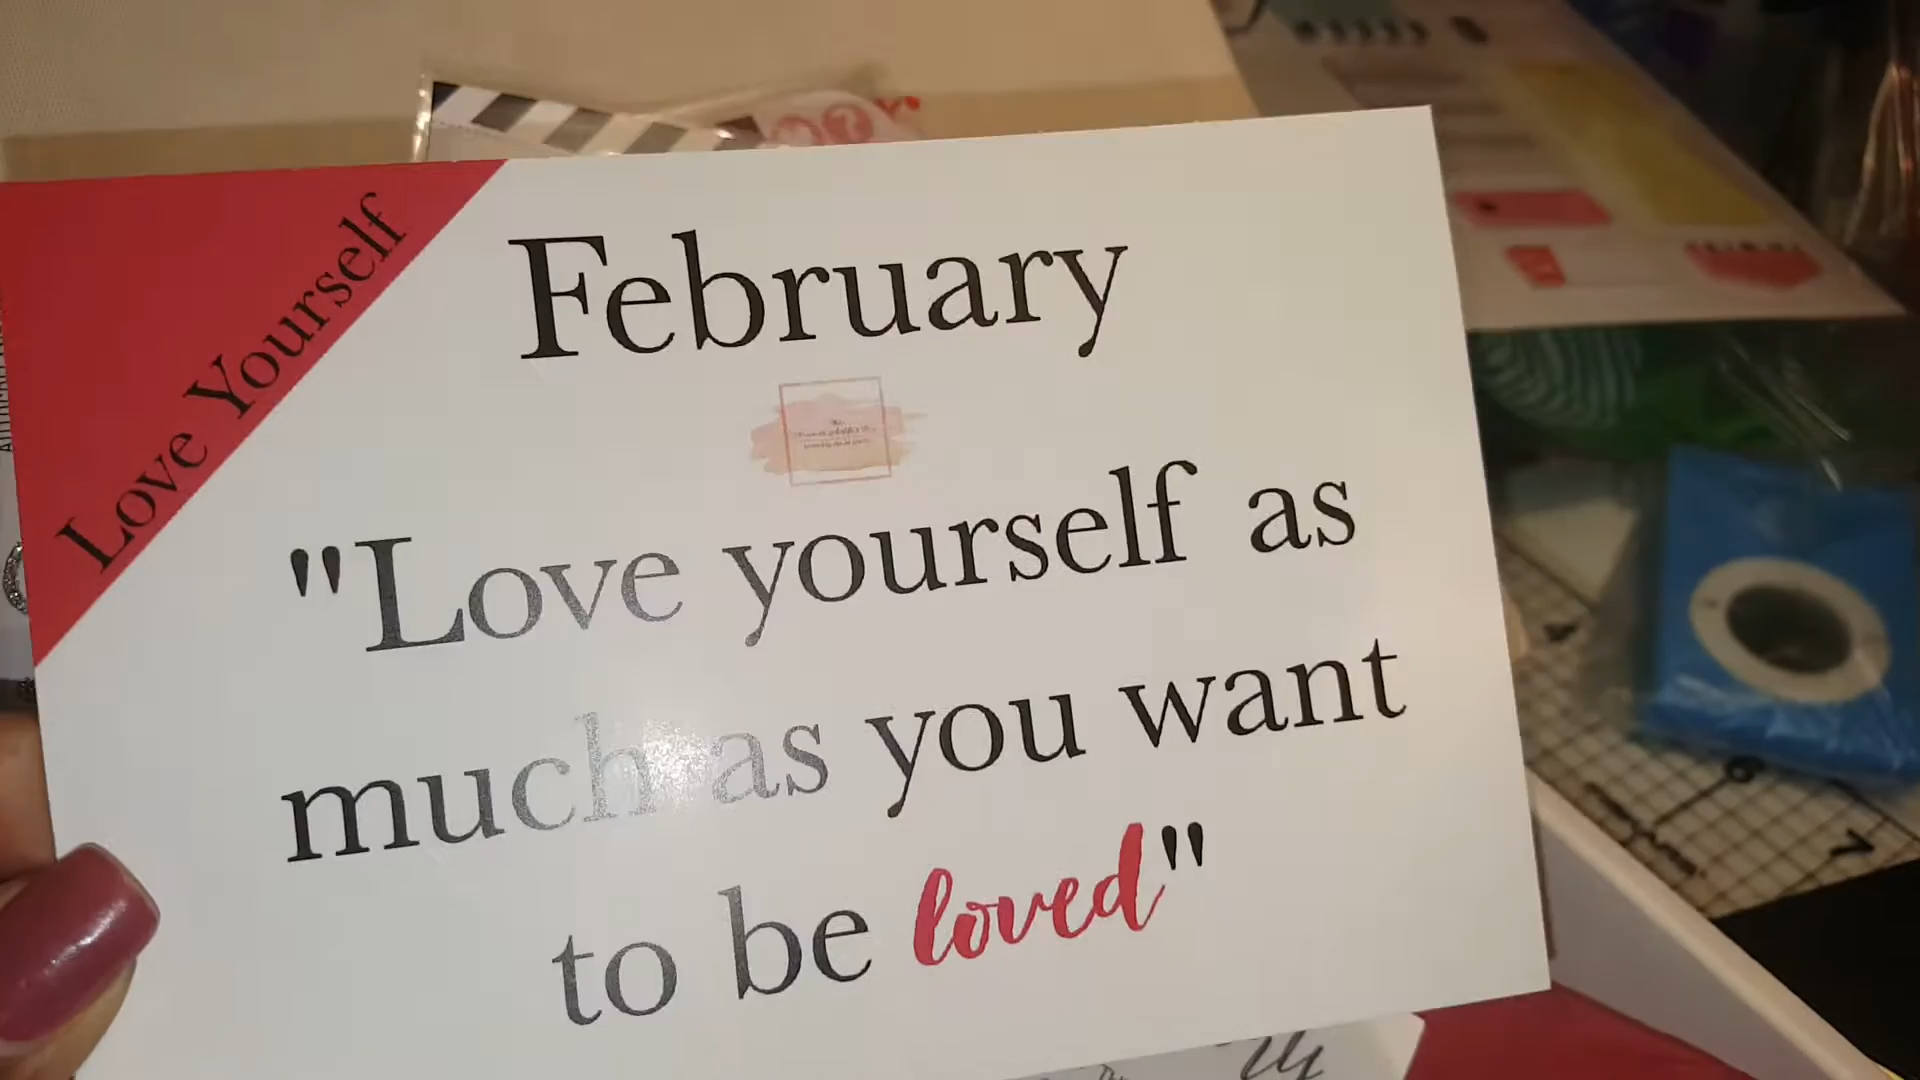 Love Yourself
February
"Love yourself as
much as you want
to be loved"